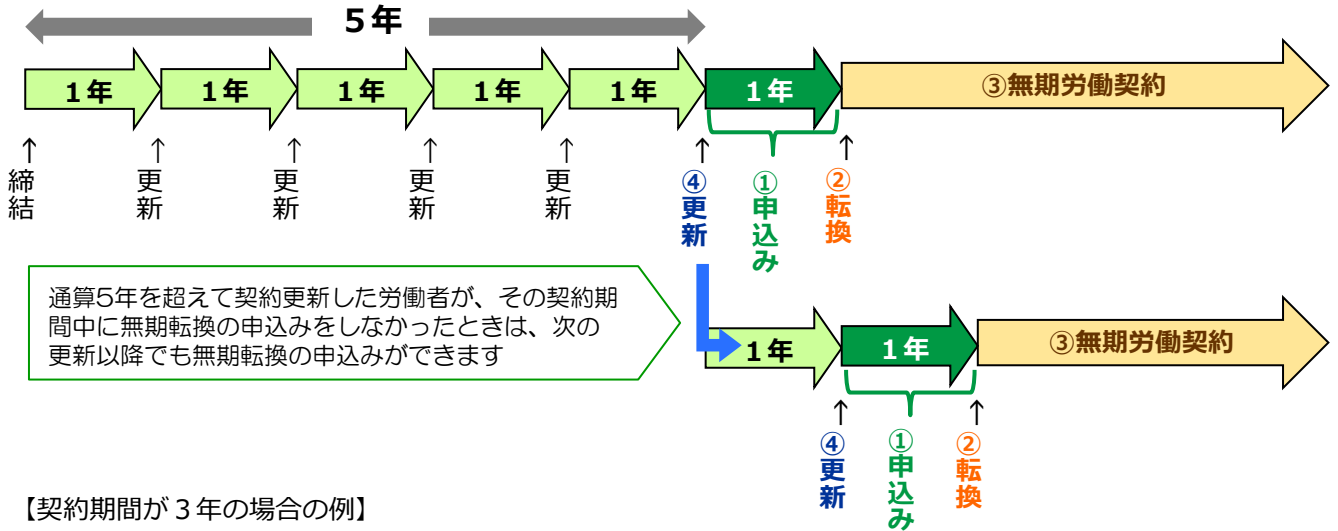 5年
1年
1年
1年
1年
1年
1年
③無期労働契約
↑
締結
↑
更新
↑
更新
↑
更新
↑
更新
↑
④更新
①申込み
↑
②転換
通算5年を超えて契約更新した労働者が、その契約期
間中に無期転換の申込みをしなかったときは、次の
更新以降でも無期転換の申込みができます
1年
1年
③無期労働契約
↑
④更新
①申込み
↑
②転換
【契約期間が3年の場合の例】